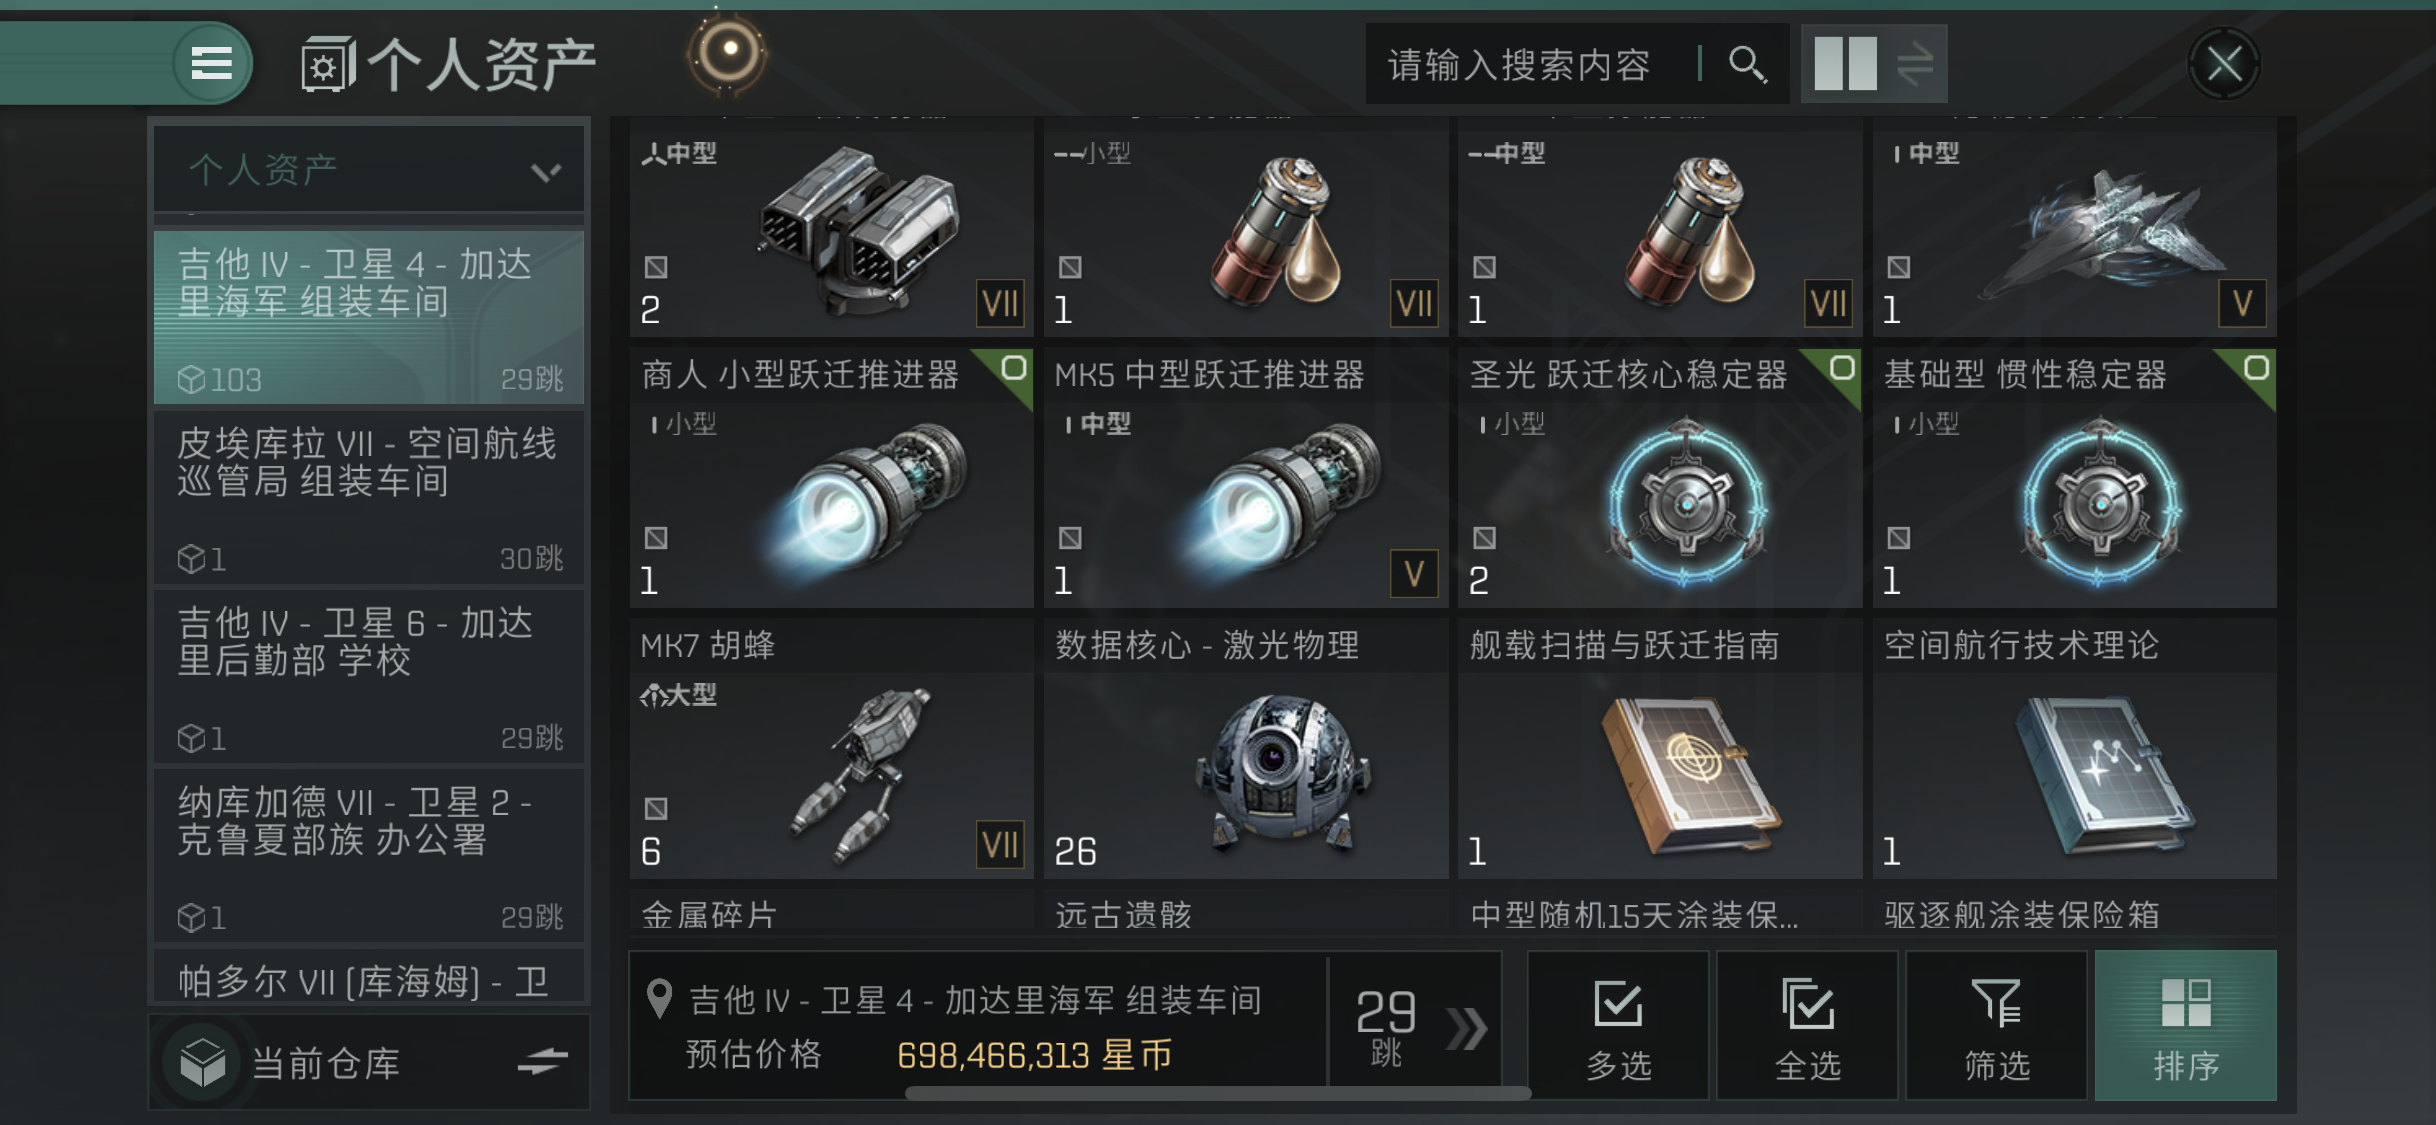 个人资产
请输入搜索内容
个人资产
吉他 IV - 卫星 4 - 加达
里海军 组装车间
103
29跳
皮埃库拉 VII - 空间航线
巡管局 组装车间
1
30跳
吉他 IV - 卫星 6 - 加达
里后勤部 学校
1
29跳
纳库加德 VII - 卫星 2 -
克鲁夏部族 办公署
1
29跳
帕多尔 VII (库海姆) - 卫
当前仓库
中型
2
VII
小型
1
VII
中型
1
VII
中型
1
V
商人 小型跃迁推进器
小型
1
MK5 中型跃迁推进器
中型
1
V
圣光 跃迁核心稳定器
小型
2
基础型 惯性稳定器
小型
1
MK7 胡蜂
大型
6
VII
数据核心 - 激光物理
26
舰载扫描与跃迁指南
1
空间航行技术理论
1
金属碎片
远古遗骸
中型随机15天涂装保...
驱逐舰涂装保险箱
吉他 IV - 卫星 4 - 加达里海军 组装车间
预估价格 698,466,313 星币
29
跳
多选
全选
筛选
排序